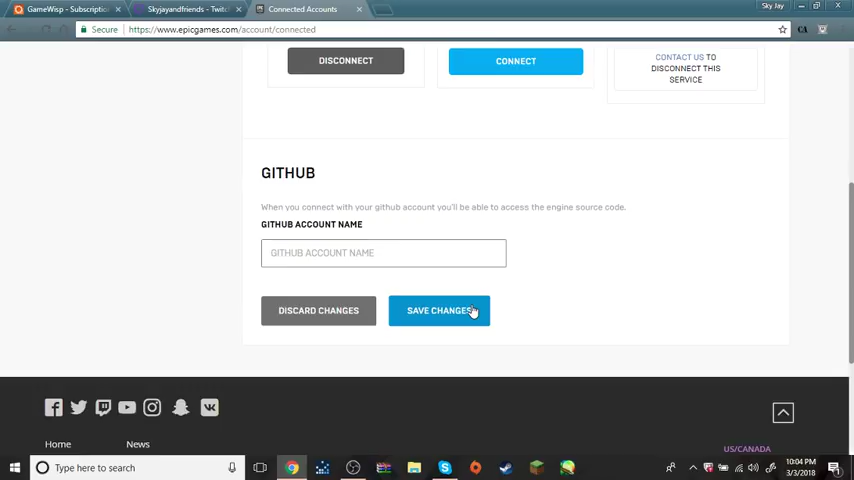 GameWisp - Subscriptio
Skyjayandfriends - Twitch
Connected Accounts
Sky Jay
Secure
https://www.epicgames.com/account/connected
DISCONNECT
CONNECT
CONTACT US TO
DISCONNECT THIS
SERVICE
GITHUB
When you connect with your github account you'll be able to access the engine source code.
GITHUB ACCOUNT NAME
GITHUB ACCOUNT NAME
DISCARD CHANGES
SAVE CHANGES
Home
News
US/CANADA
Type here to search
10:04 PM
3/3/2018